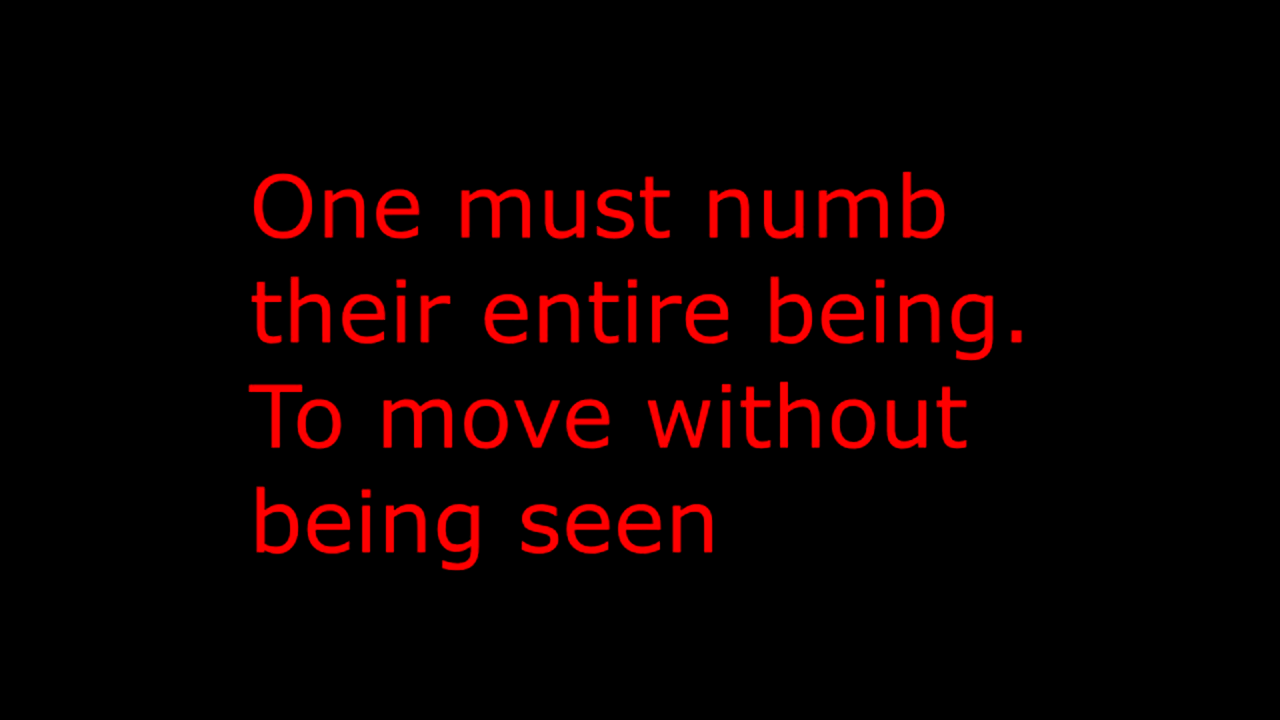 One must numb
their entire being.
To move without
being seen